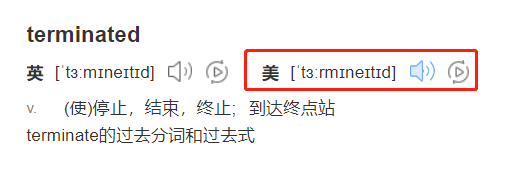 terminated
英 [ˈtɜːmɪneɪtɪd] 美 [ˈtɜːrmɪneɪtɪd]
v. (使)停止，结束，终止；到达终点站
terminate的过去分词和过去式